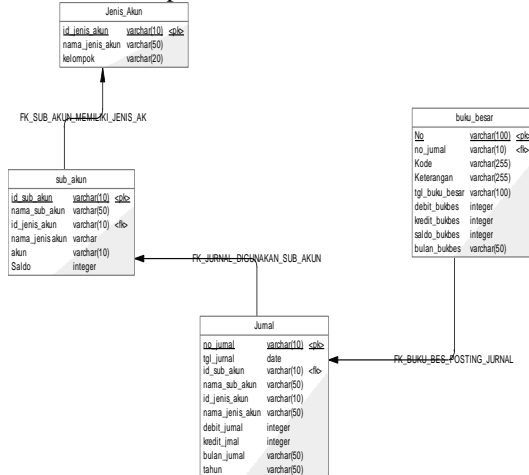 Jenis_Akun
id_jenis_akun varchar(10) <pk>
nama_jenis_akun varchar(50)
kelompok varchar(20)
FK_SUB_AKUN_MEMILIKI_JENIS_AK
buku_besar
No varchar(100) <pk>
no_jurnal varchar(10) <fk>
Kode varchar(255)
Keterangan varchar(255)
tgl_buku_besar varchar(100)
debit_bukbes integer
kredit_bukbes integer
saldo_bukbes integer
bulan_bukbes varchar(50)
sub_akun
id_sub_akun varchar(10) <pk>
nama_sub_akun varchar(50)
id_jenis_akun varchar(10) <fk>
nama_jenisakun varchar
akun varchar(10)
Saldo integer
FK_JURNAL_DIGUNAKAN_SUB_AKUN
Jurnal
no_jurnal varchar(10) <pk>
tgl_jurnal date
id_sub_akun varchar(10) <fk>
nama_sub_akun varchar(50)
id_jenis_akun varchar(10)
nama_jenis_akun varchar(50)
debit_jurnal integer
kredit_jrnal integer
bulan_jurnal varchar(50)
tahun varchar(50)
FK_BUKU_BES_POSTING_JURNAL